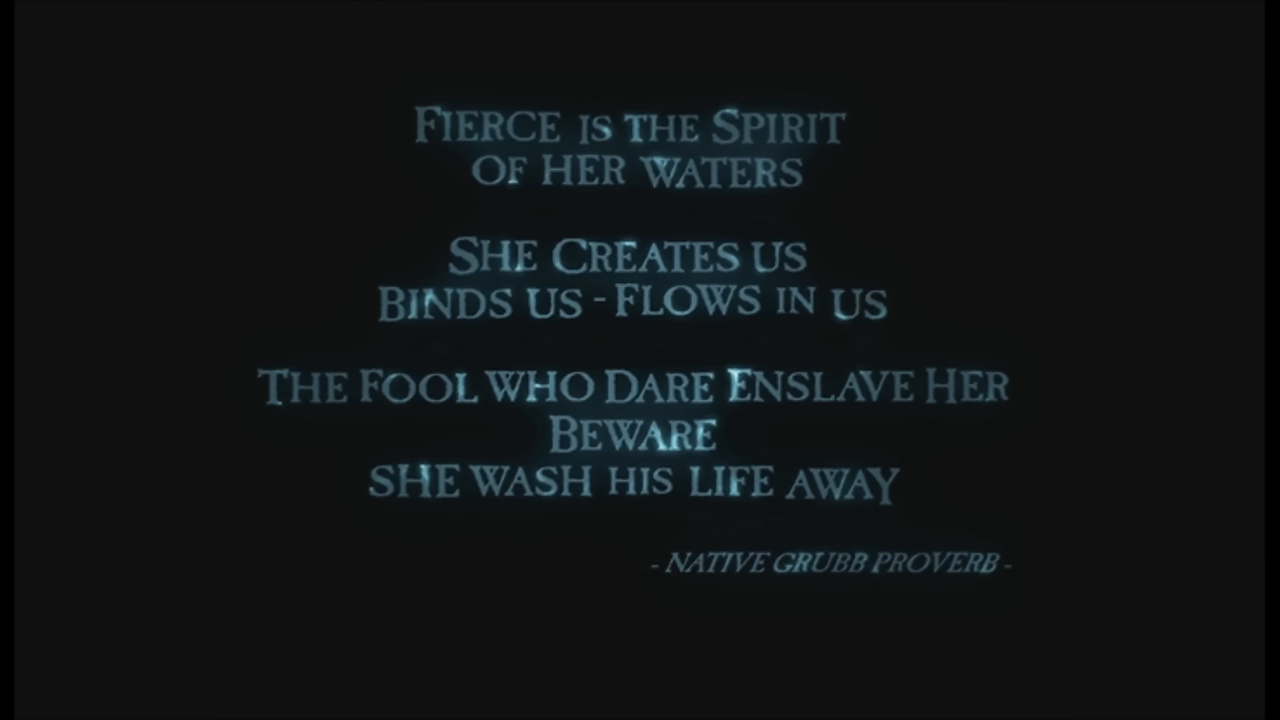 Fierce is the Spirit
of her waters
She Creates us
Binds us - Flows in us
The Fool who Dare Enslave Her
Beware
she wash his life away
- Native Grubb Proverb -